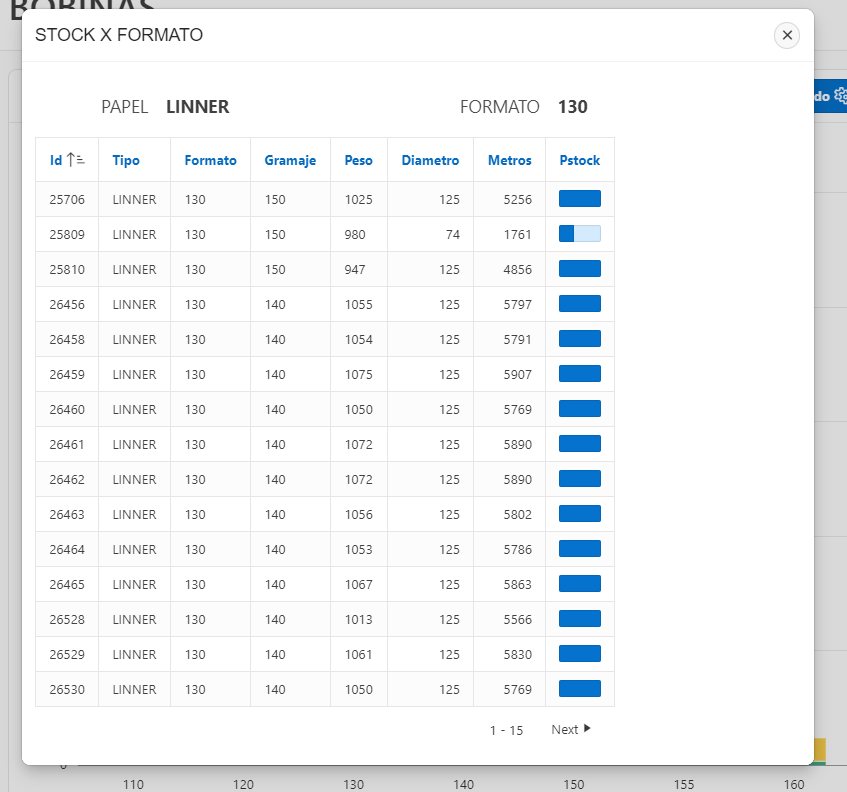 BOBINAS
STOCK X FORMATO
PAPEL LINNER FORMATO 130
do
Id Tipo Formato Gramaje Peso Diametro Metros Pstock
25706 LINNER 130 150 1025 125 5256
25809 LINNER 130 150 980 74 1761
25810 LINNER 130 150 947 125 4856
26456 LINNER 130 140 1055 125 5797
26458 LINNER 130 140 1054 125 5791
26459 LINNER 130 140 1075 125 5907
26460 LINNER 130 140 1050 125 5769
26461 LINNER 130 140 1072 125 5890
26462 LINNER 130 140 1072 125 5890
26463 LINNER 130 140 1056 125 5802
26464 LINNER 130 140 1053 125 5786
26465 LINNER 130 140 1067 125 5863
26528 LINNER 130 140 1013 125 5566
26529 LINNER 130 140 1061 125 5830
26530 LINNER 130 140 1050 125 5769
1 - 15 Next
0
110 120 130 140 150 155 160